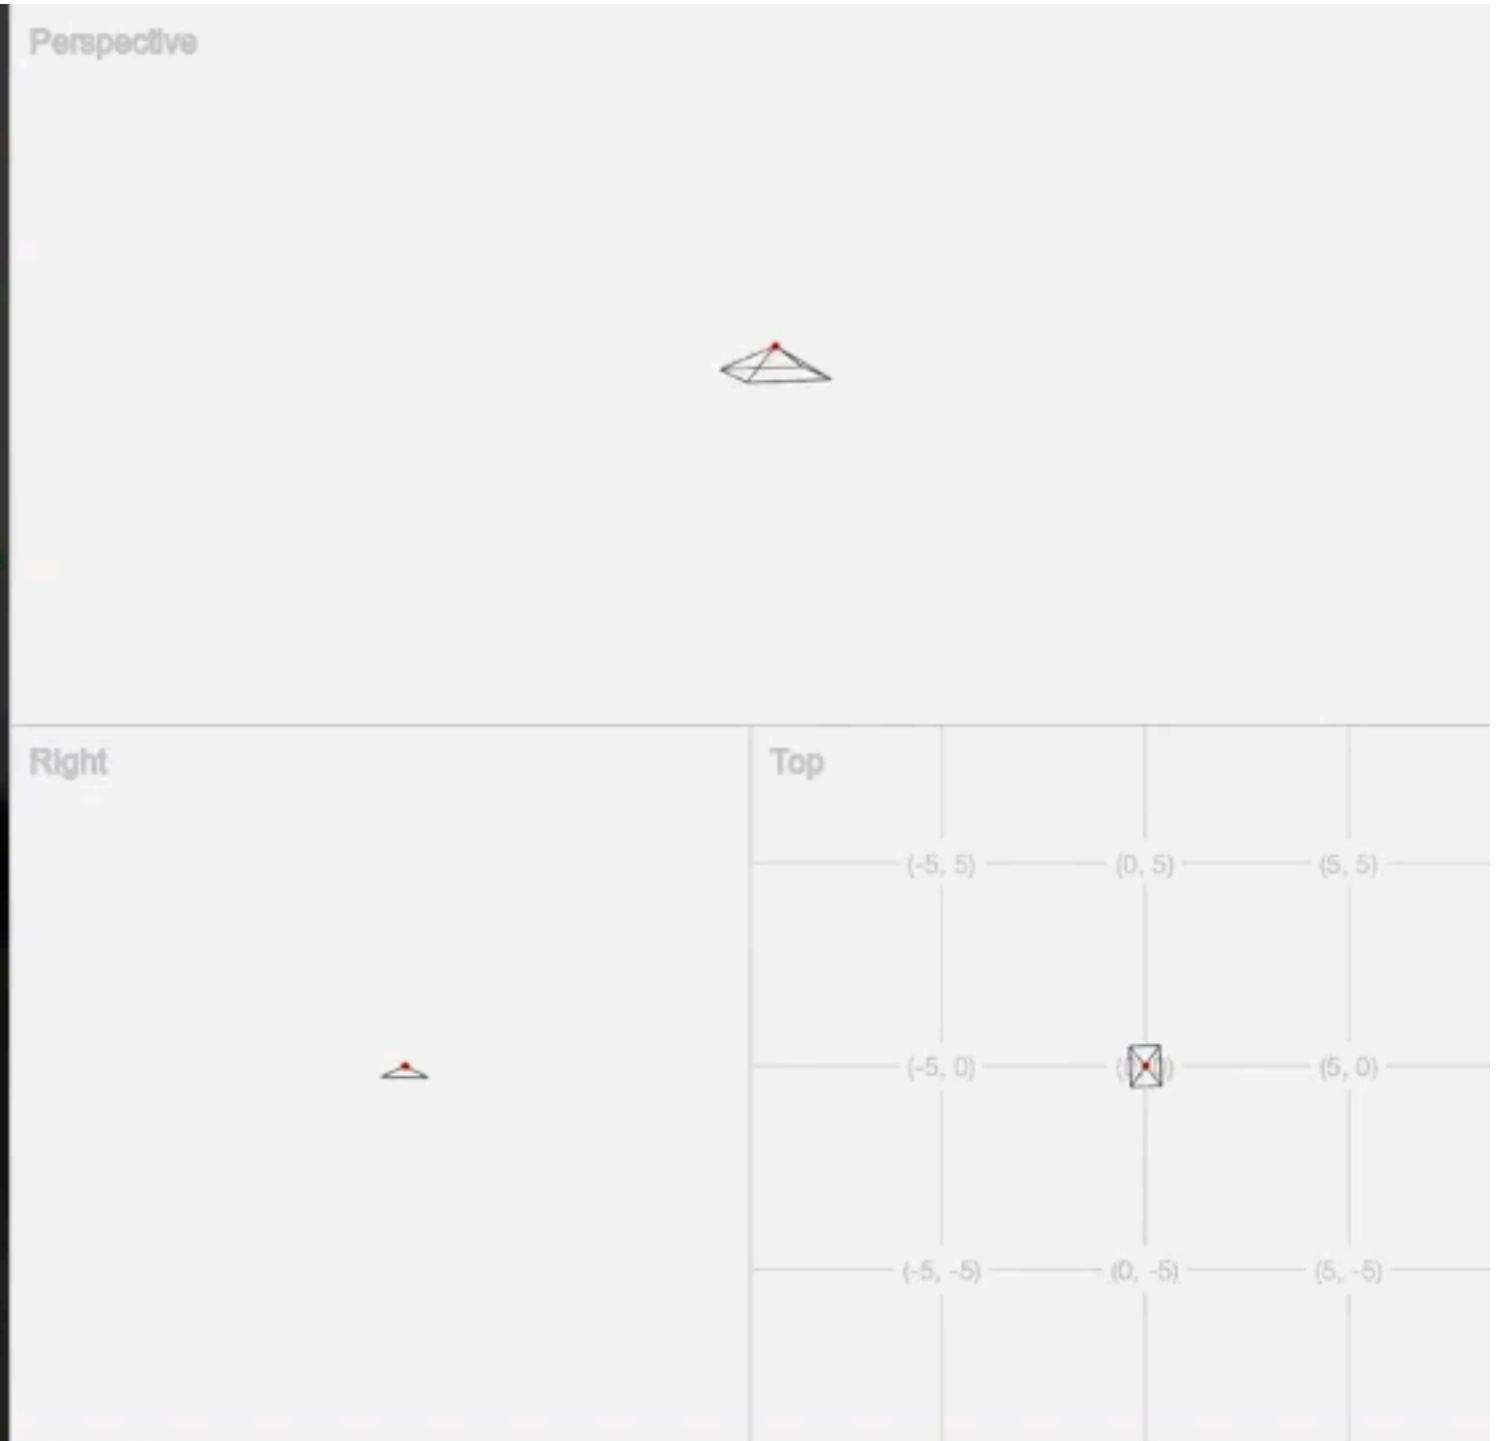 Perspective
Right
Top
(-5, 5)
(0, 5)
(5, 5)
(-5, 0)
(5, 0)
(-5, -5)
(0, -5)
(5, -5)